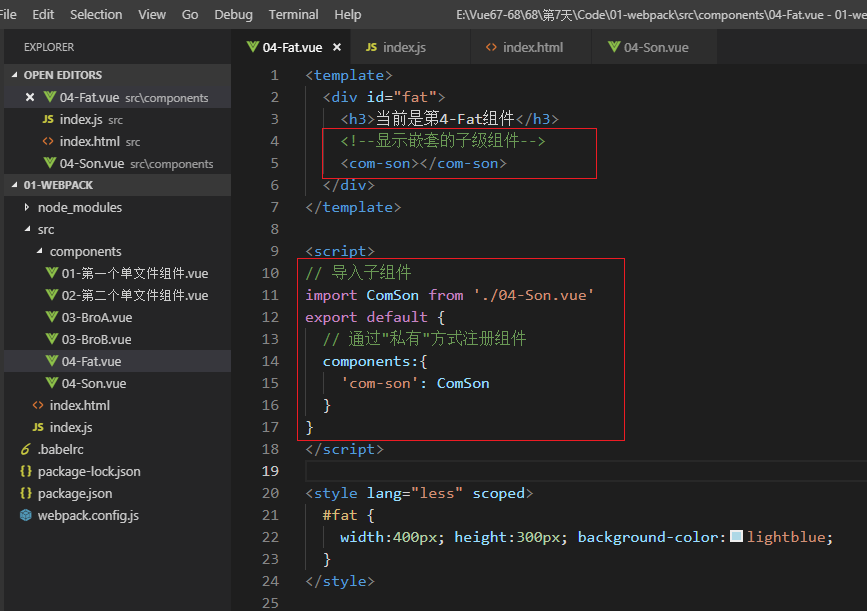 File Edit Selection View Go Debug Terminal Help E:\Vue67-68\68\第7天\Code\01-webpack\src\components\04-Fat.vue - 01-we
EXPLORER
04-Fat.vue × JS index.js <> index.html 04-Son.vue
OPEN EDITORS
× 04-Fat.vue src\components
JS index.js src
<> index.html src
04-Son.vue src\components
01-WEBPACK
node_modules
src
components
01-第一个单文件组件.vue
02-第二个单文件组件.vue
03-BroA.vue
03-BroB.vue
04-Fat.vue
04-Son.vue
<> index.html
JS index.js
6 .babelrc
{} package-lock.json
{} package.json
webpack.config.js
1 <template>
2 <div id="fat">
3 <h3>当前是第4-Fat组件</h3>
4 <!--显示嵌套的子级组件-->
5 <com-son></com-son>
6 </div>
7 </template>
8
9 <script>
10 // 导入子组件
11 import ComSon from './04-Son.vue'
12 export default {
13 // 通过"私有"方式注册组件
14 components:{
15 'com-son': ComSon
16 }
17 }
18 </script>
19
20 <style lang="less" scoped>
21 #fat {
22 width:400px; height:300px; background-color: lightblue;
23 }
24 </style>
25